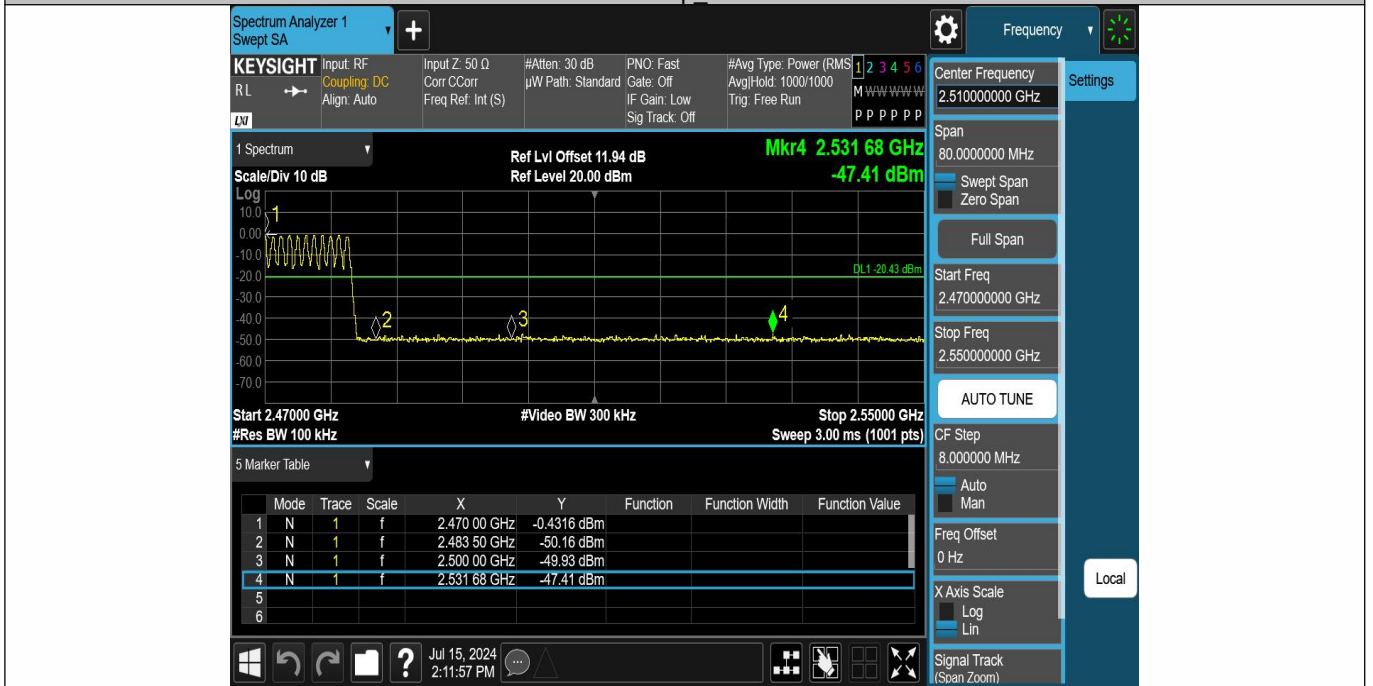 Spectrum Analyzer 1
Swept SA
+
Frequency
KEYSIGHT
RL
LXI
Input: RF
Coupling: DC
Align: Auto
Input Z: 50 Ω
Corr CCorr
Freq Ref: Int (S)
#Atten: 30 dB
µW Path: Standard
PNO: Fast
Gate: Off
IF Gain: Low
Sig Track: Off
#Avg Type: Power (RMS
Avg|Hold: 1000/1000
Trig: Free Run
1 2 3 4 5 6
M W W W W W
P P P P P P
1 Spectrum
Scale/Div 10 dB
Ref Lvl Offset 11.94 dB
Ref Level 20.00 dBm
Mkr4 2.531 68 GHz
-47.41 dBm
Log
10.0
0.00
-10.0
-20.0
-30.0
-40.0
-50.0
-60.0
-70.0
1
2
3
4
DL1 -20.43 dBm
Start 2.47000 GHz
#Video BW 300 kHz
Stop 2.55000 GHz
#Res BW 100 kHz
Sweep 3.00 ms (1001 pts)
5 Marker Table
Mode Trace Scale X Y Function Function Width Function Value
1 N 1 f 2.470 00 GHz -0.4316 dBm
2 N 1 f 2.483 50 GHz -50.16 dBm
3 N 1 f 2.500 00 GHz -49.93 dBm
4 N 1 f 2.531 68 GHz -47.41 dBm
5
6
?
Jul 15, 2024
2:11:57 PM
Center Frequency
2.510000000 GHz
Settings
Span
80.0000000 MHz
Swept Span
Zero Span
Full Span
Start Freq
2.470000000 GHz
Stop Freq
2.550000000 GHz
AUTO TUNE
CF Step
8.000000 MHz
Auto
Man
Freq Offset
0 Hz
Local
X Axis Scale
Log
Lin
Signal Track
(Span Zoom)